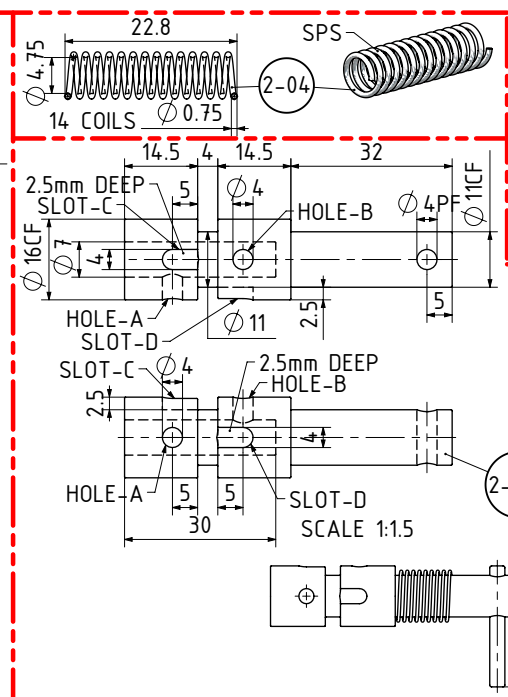 22.8
SPS
∅ 4.75
2-04
∅ 0.75
14 COILS
14.5 4 14.5 32
2.5mm DEEP 5 ∅ 4
SLOT-C
HOLE-B
∅ 4PF
∅ 11CF
∅ 16CF
∅ 7
4
HOLE-A
SLOT-D
∅ 11
2.5
5
∅ 4
SLOT-C
2.5mm DEEP
HOLE-B
2.5
4
HOLE-A
5 5
SLOT-D
30
SCALE 1:1.5
2-